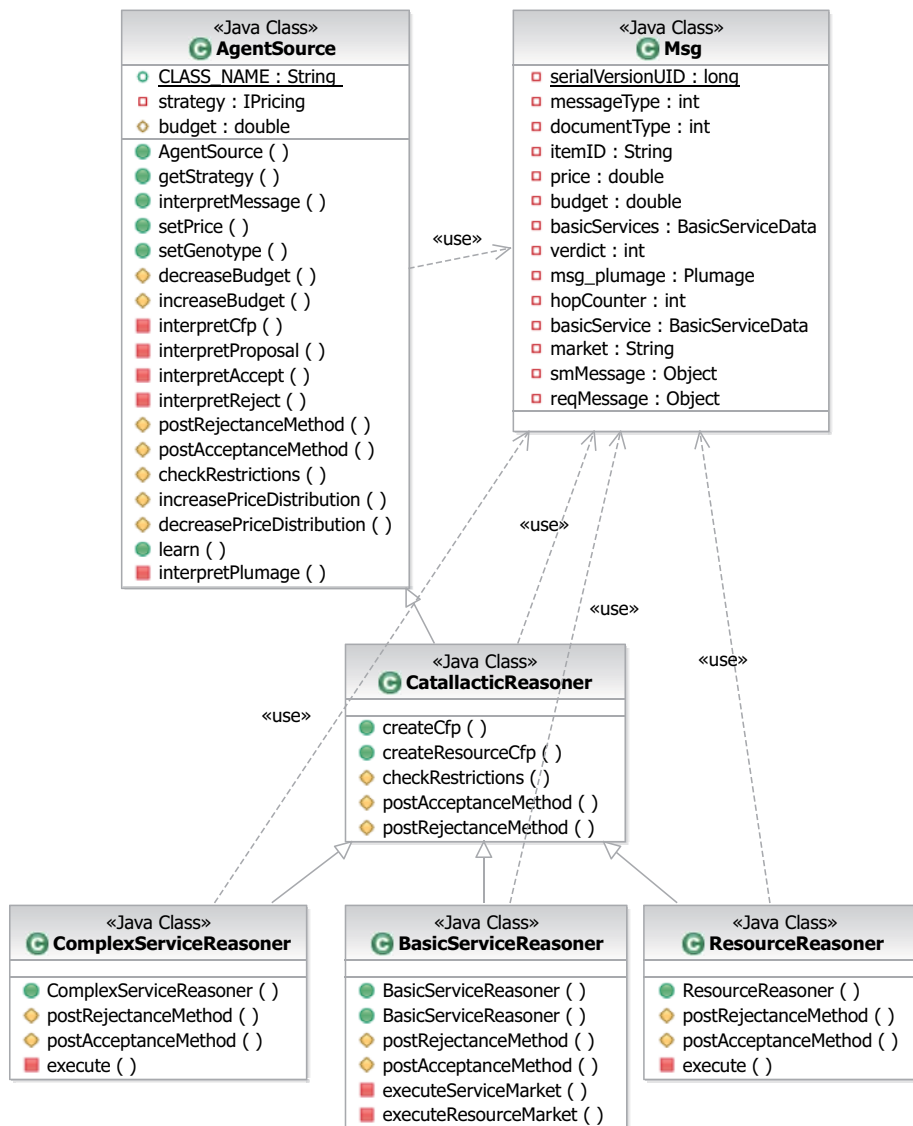 «Java Class»
AgentSource
CLASS_NAME : String
strategy : IPricing
budget : double
AgentSource ( )
getStrategy ( )
interpretMessage ( )
setPrice ( )
setGenotype ( )
decreaseBudget ( )
increaseBudget ( )
interpretCfp ( )
interpretProposal ( )
interpretAccept ( )
interpretReject ( )
postRejectanceMethod ( )
postAcceptanceMethod ( )
checkRestrictions ( )
increasePriceDistribution ( )
decreasePriceDistribution ( )
learn ( )
interpretPlumage ( )
«use»
«Java Class»
Msg
serialVersionUID : long
messageType : int
documentType : int
itemID : String
price : double
budget : double
basicServices : BasicServiceData
verdict : int
msg_plumage : Plumage
hopCounter : int
basicService : BasicServiceData
market : String
smMessage : Object
reqMessage : Object
«use»
«use»
«use»
«use»
«Java Class»
CatallacticReasoner
createCfp ( )
createResourceCfp ( )
checkRestrictions ( )
postAcceptanceMethod ( )
postRejectanceMethod ( )
«Java Class»
ComplexServiceReasoner
ComplexServiceReasoner ( )
postRejectanceMethod ( )
postAcceptanceMethod ( )
execute ( )
«Java Class»
BasicServiceReasoner
BasicServiceReasoner ( )
BasicServiceReasoner ( )
postRejectanceMethod ( )
postAcceptanceMethod ( )
executeServiceMarket ( )
executeResourceMarket ( )
«Java Class»
ResourceReasoner
ResourceReasoner ( )
postRejectanceMethod ( )
postAcceptanceMethod ( )
execute ( )